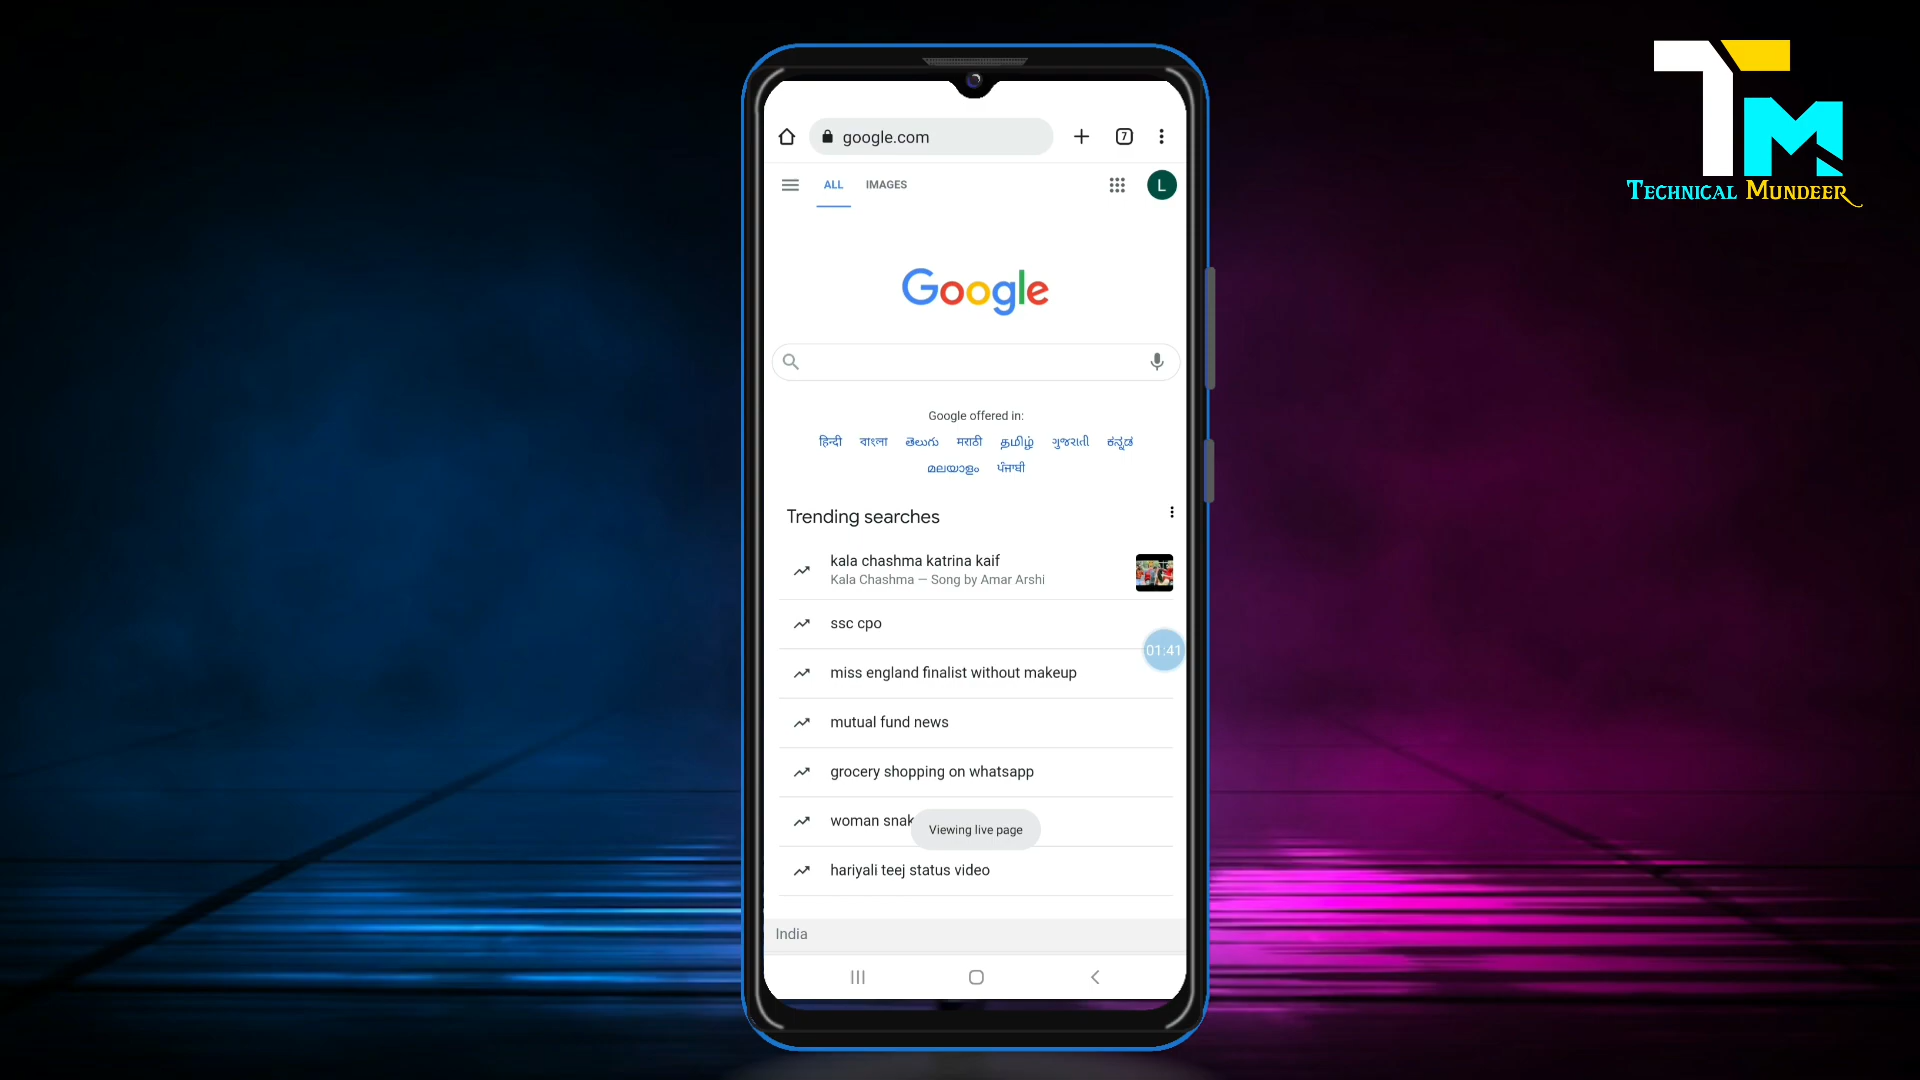 TECHNICAL MUNDEER
google.com
7
ALL IMAGES
L
Google
Google offered in:
हिन्दी বাংলা తెలుగు मराठी தமிழ் ગુજરાતી ಕನ್ನಡ
മലയാളം ਪੰਜਾਬੀ
Trending searches
kala chashma katrina kaif
Kala Chashma — Song by Amar Arshi
ssc cpo
01:41
miss england finalist without makeup
mutual fund news
grocery shopping on whatsapp
woman
Viewing live page
hariyali teej status video
India